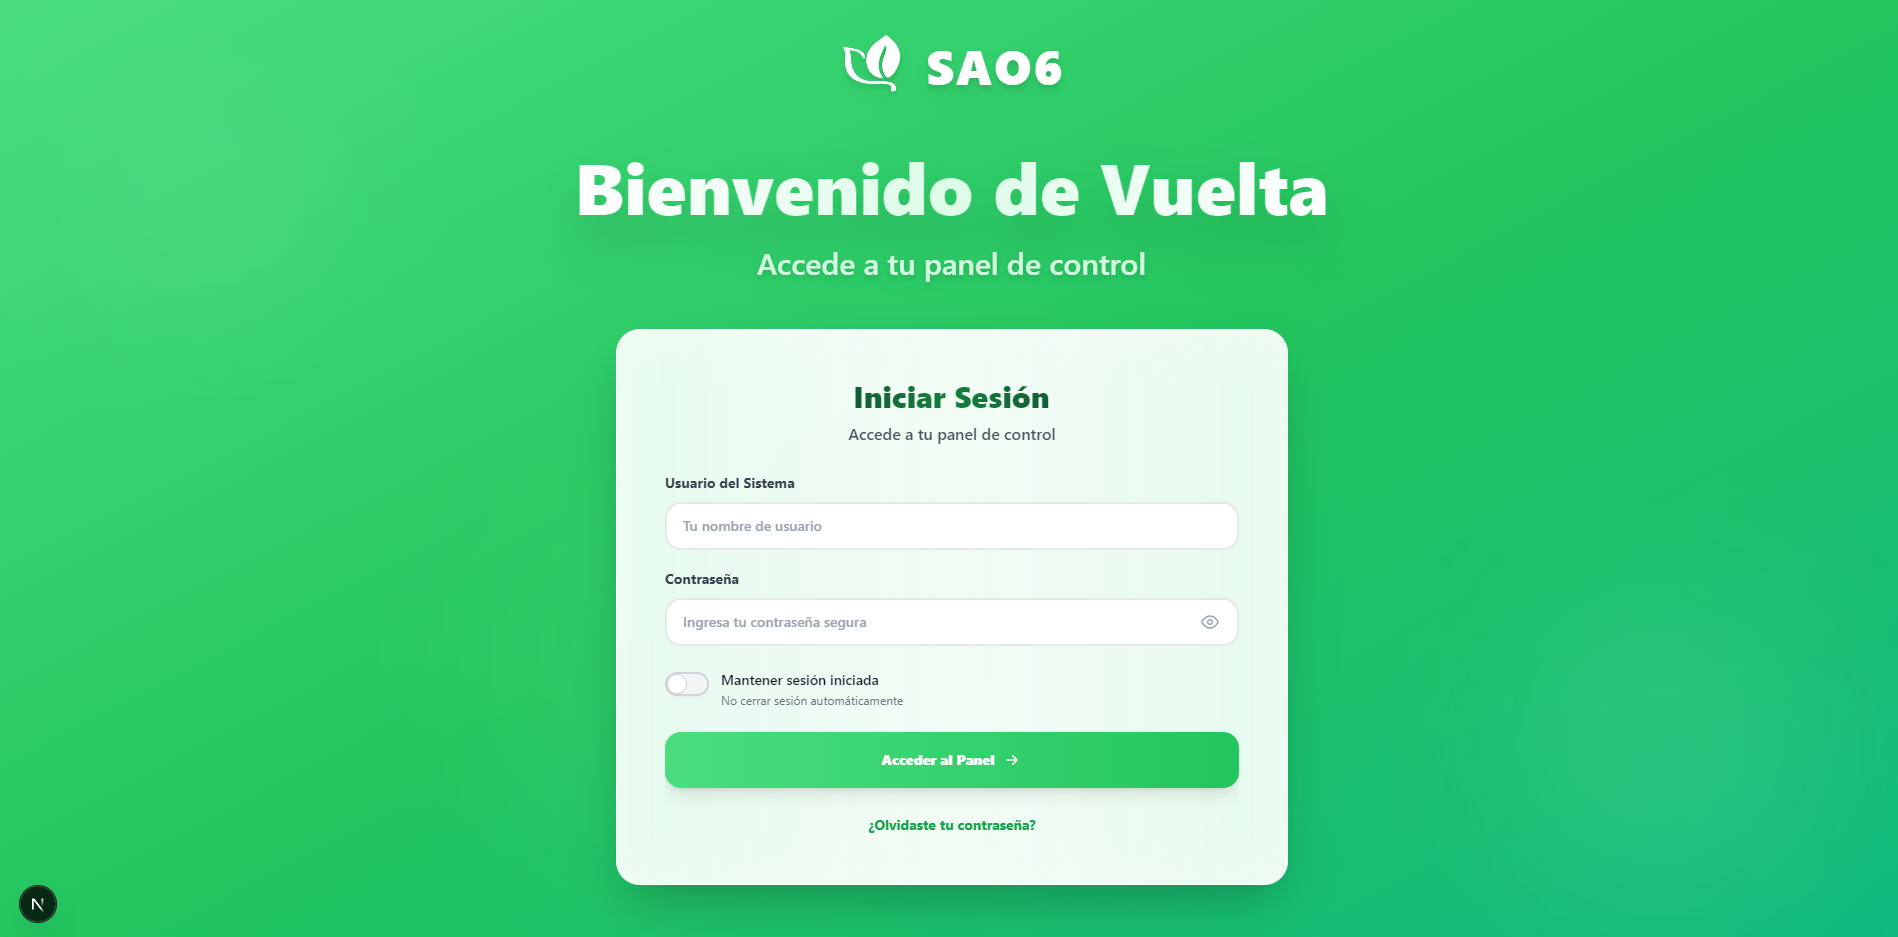 SAO6
Bienvenido de Vuelta
Accede a tu panel de control
Iniciar Sesión
Accede a tu panel de control
Usuario del Sistema
Tu nombre de usuario
Contraseña
Ingresa tu contraseña segura
Mantener sesión iniciada
No cerrar sesión automáticamente
Acceder al Panel →
¿Olvidaste tu contraseña?
N